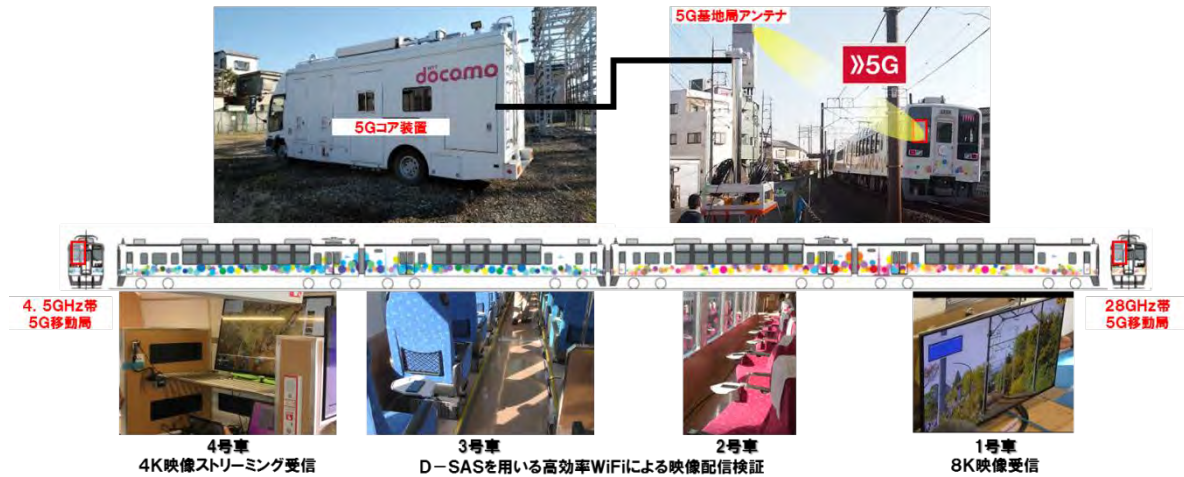 5G基地局アンテナ
döcomo
》5G
5Gコア装置
4. 5GHz帯
5G移動局
28GHz帯
5G移動局
4号車
4K映像ストリーミング受信
3号車
2号車
D-SASを用いる高効率WiFiによる映像配信検証
1号車
8K映像受信